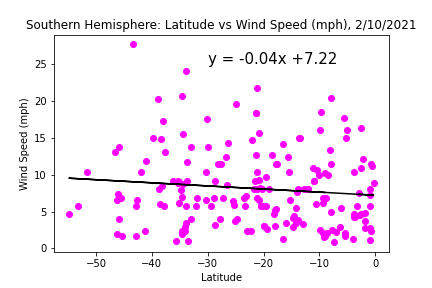 Southern Hemisphere: Latitude vs Wind Speed (mph), 2/10/2021
y = -0.04x +7.22
Wind Speed (mph)
25
20
15
10
5
0
−50 −40 −30 −20 −10 0
Latitude